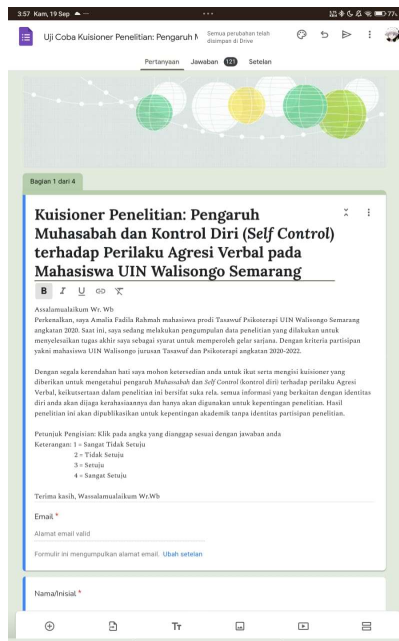 3:57 Kam, 19 Sep
77%
Uji Coba Kuisioner Penelitian: Pengaruh M
Semua perubahan telah
disimpan di Drive
Pertanyaan Jawaban 121 Setelan
Bagian 1 dari 4
Kuisioner Penelitian: Pengaruh
Muhasabah dan Kontrol Diri (Self Control)
terhadap Perilaku Agresi Verbal pada
Mahasiswa UIN Walisongo Semarang
B I U
Assalamualaikum Wr. Wb
Perkenalkan, saya Amalia Fadila Rahmah mahasiswa prodi Tasawuf Psikoterapi UIN Walisongo Semarang
angkatan 2020. Saat ini, saya sedang melakukan pengumpulan data penelitian yang dilakukan untuk
menyelesaikan tugas akhir saya sebagai syarat untuk memperoleh gelar sarjana. Dengan kriteria partisipan
yakni mahasiswa UIN Walisongo jurusan Tasawuf dan Psikoterapi angkatan 2020-2022.
Dengan segala kerendahan hati saya mohon ketersedian anda untuk ikut serta mengisi kuisioner yang
diberikan untuk mengetahui pengaruh Muhasabah dan Self Control (kontrol diri) terhadap perilaku Agresi
Verbal, keikutsertaan dalam penelitian ini bersifat suka rela. semua informasi yang berkaitan dengan identitas
diri anda akan dijaga kerahasiaannya dan hanya akan digunakan untuk kepentingan penelitian. Hasil
penelitian ini akan dipublikasikan untuk kepentingan akademik tanpa identitas partisipan penelitian.
Petunjuk Pengisian: Klik pada angka yang dianggap sesuai dengan jawaban anda
Keterangan: 1 = Sangat Tidak Setuju
2 = Tidak Setuju
3 = Setuju
4 = Sangat Setuju
Terima kasih, Wassalamualaikum Wr.Wb
Email *
Alamat email valid
Formulir ini mengumpulkan alamat email. Ubah setelan
Nama/Inisial *
Tт